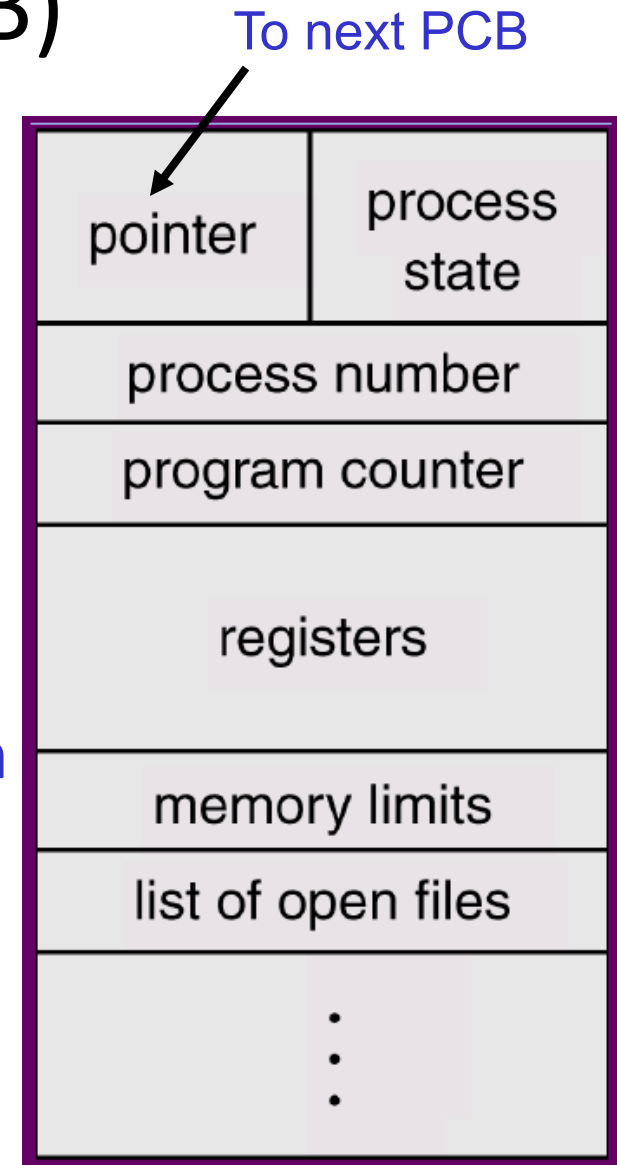 B)
To next PCB
pointer
process
state
process number
program counter
registers
n
memory limits
list of open files